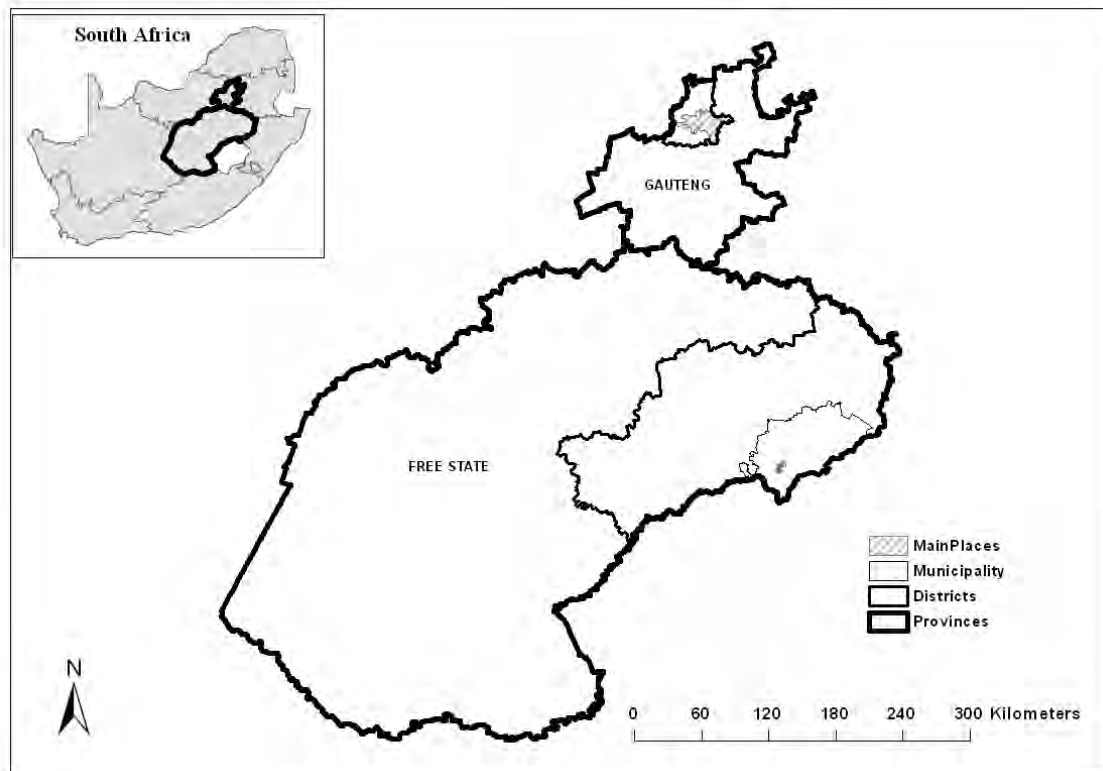 South Africa
GAUTENG
FREE STATE
MainPlaces
Municipality
Districts
Provinces
N
0 60 120 180 240 300 Kilometers